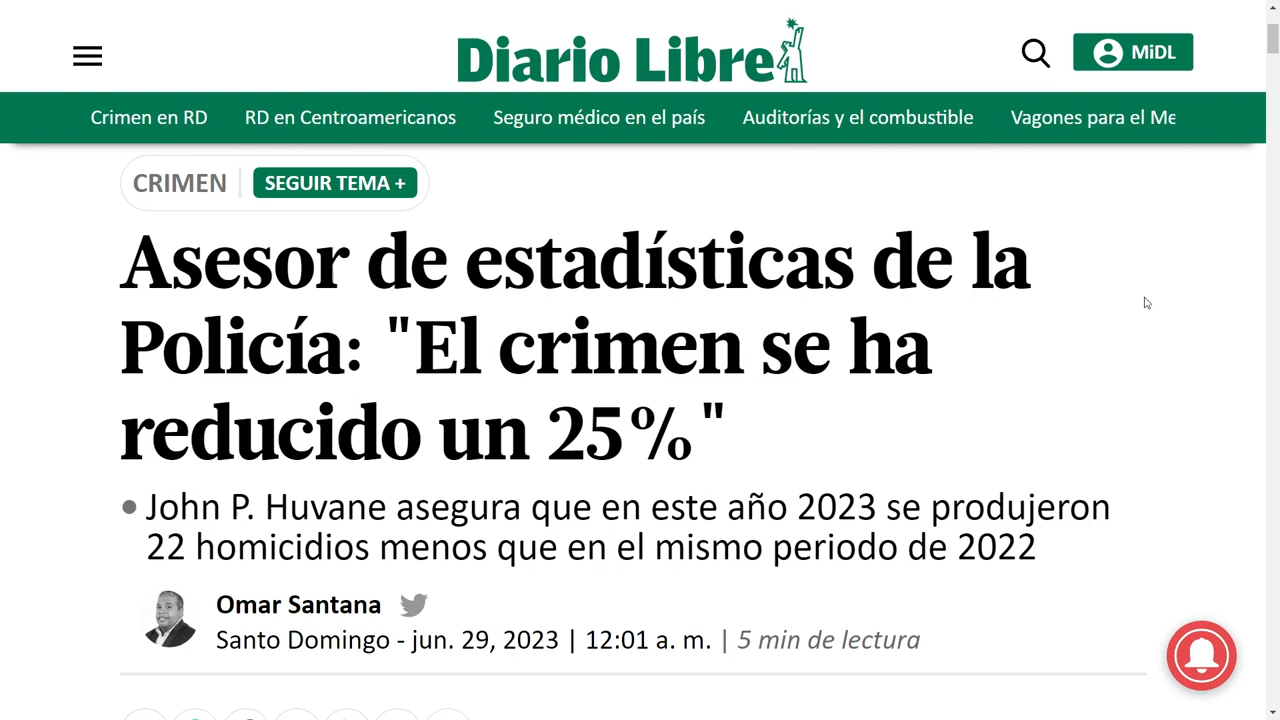 Diario Libre
MiDL
Crimen en RD RD en Centroamericanos Seguro médico en el país Auditorías y el combustible Vagones para el Me
CRIMEN SEGUIR TEMA +
Asesor de estadísticas de la
Policía: "El crimen se ha
reducido un 25%"
• John P. Huvane asegura que en este año 2023 se produjeron
22 homicidios menos que en el mismo periodo de 2022
Omar Santana
Santo Domingo - jun. 29, 2023 | 12:01 a. m. | 5 min de lectura